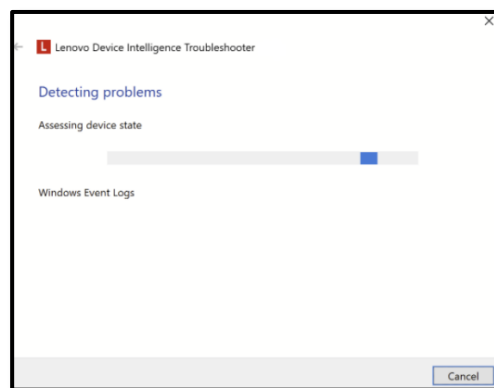 L Lenovo Device Intelligence Troubleshooter
Detecting problems
Assessing device state
Windows Event Logs
Cancel